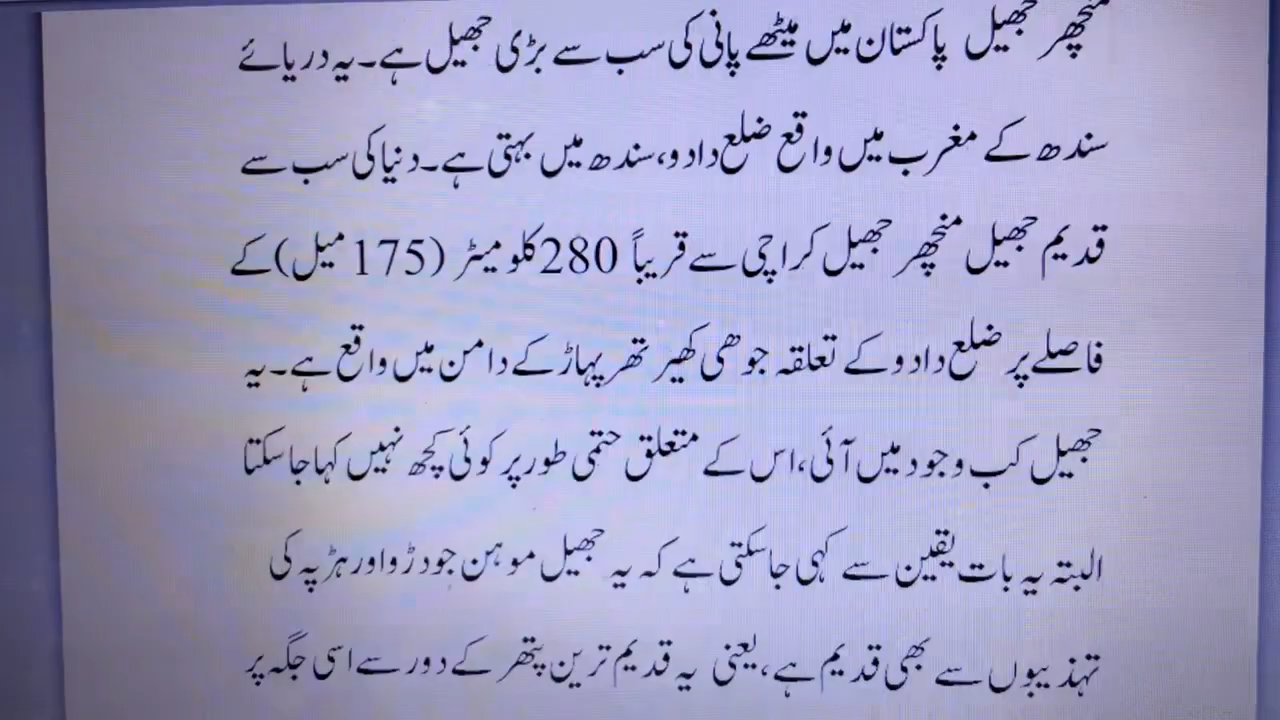 منچھر جھیل پاکستان میں میٹھے پانی کی سب سے بڑی جھیل ہے۔ یہ دریائے
سندھ کے مغرب میں واقع ضلع دادو، سندھ میں بہتی ہے۔ دنیا کی سب سے
قدیم جھیل منچھر جھیل کراچی سے قریباً 280 کلومیٹر (175 میل) کے
فاصلے پر ضلع دادو کے تعلقہ جوھی کھیر تھر پہاڑ کے دامن میں واقع ہے۔ یہ
جھیل کب وجود میں آئی، اس کے متعلق حتمی طور پر کوئی کچھ نہیں کہا جا سکتا
البتہ یہ بات یقین سے کہی جا سکتی ہے کہ یہ جھیل موہن جودڑو اور ہڑپہ کی
تہذیبوں سے بھی قدیم ہے، یعنی یہ قدیم ترین پتھر کے دور سے اسی جگہ پر